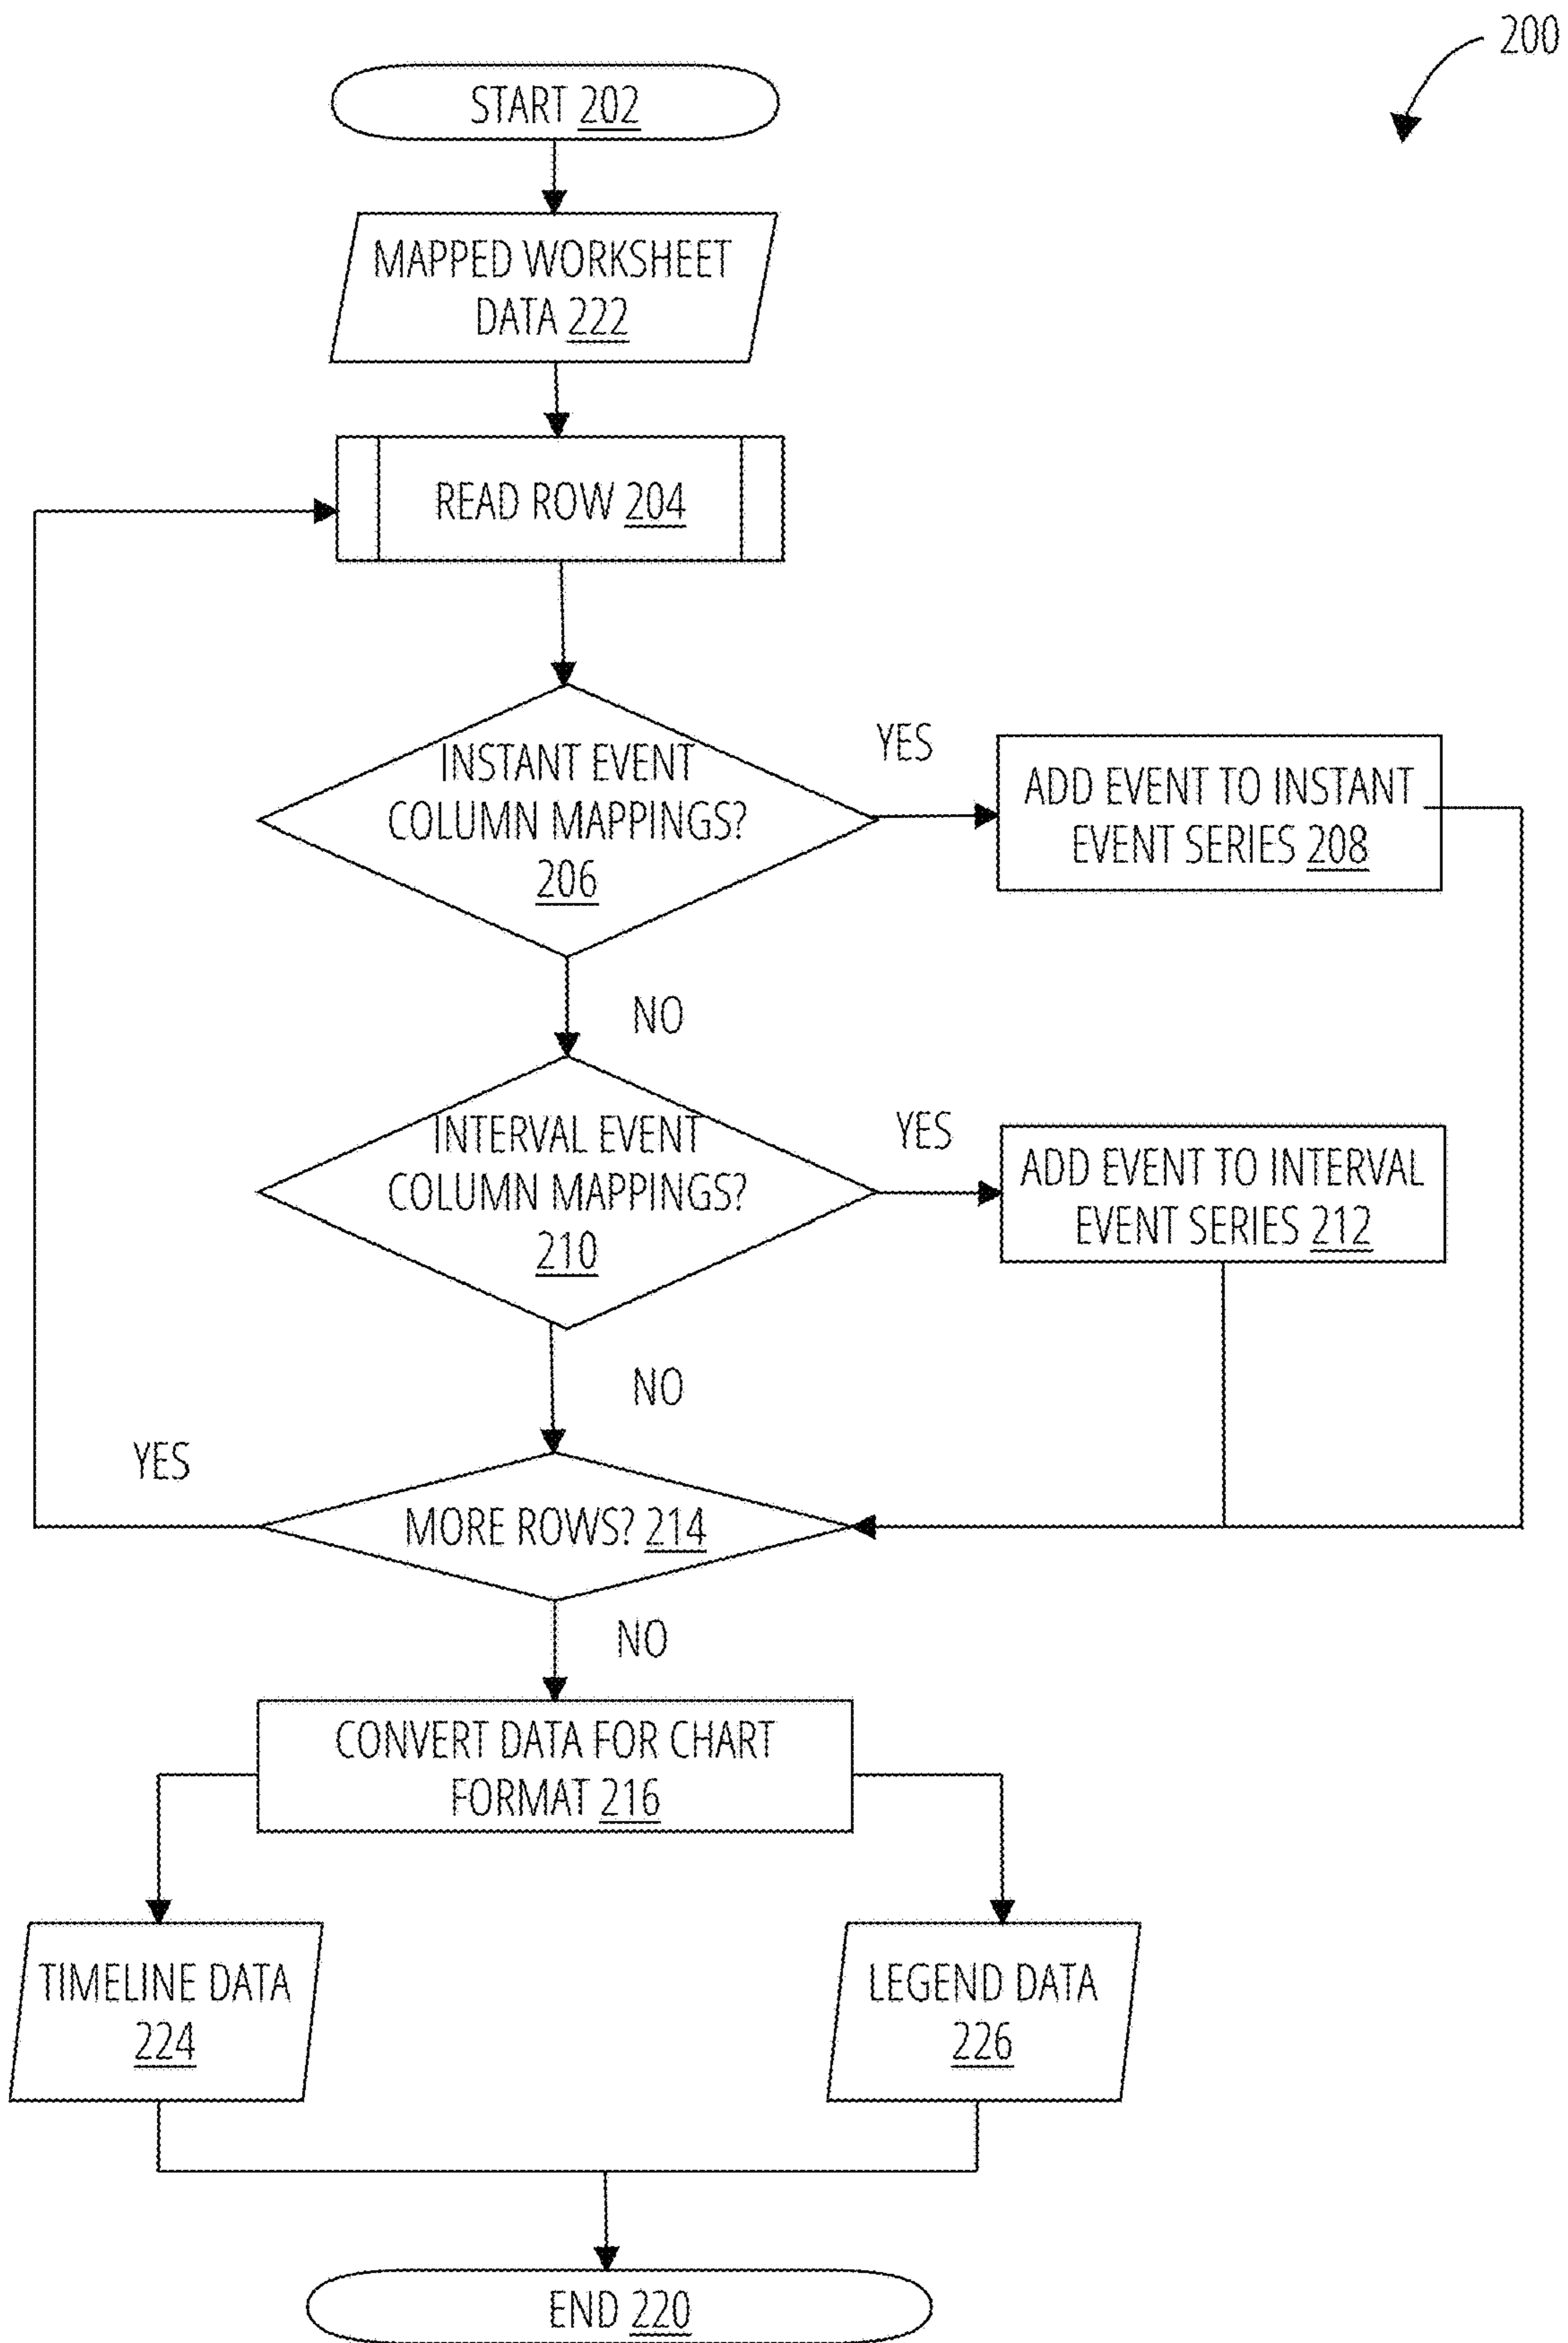 200
START 202
MAPPED WORKSHEET
DATA 222
READ ROW 204
INSTANT EVENT
COLUMN MAPPINGS?
206
YES
ADD EVENT TO INSTANT
EVENT SERIES 208
NO
INTERVAL EVENT
COLUMN MAPPINGS?
210
YES
ADD EVENT TO INTERVAL
EVENT SERIES 212
NO
YES
MORE ROWS? 214
NO
CONVERT DATA FOR CHART
FORMAT 216
TIMELINE DATA
224
LEGEND DATA
226
END 220